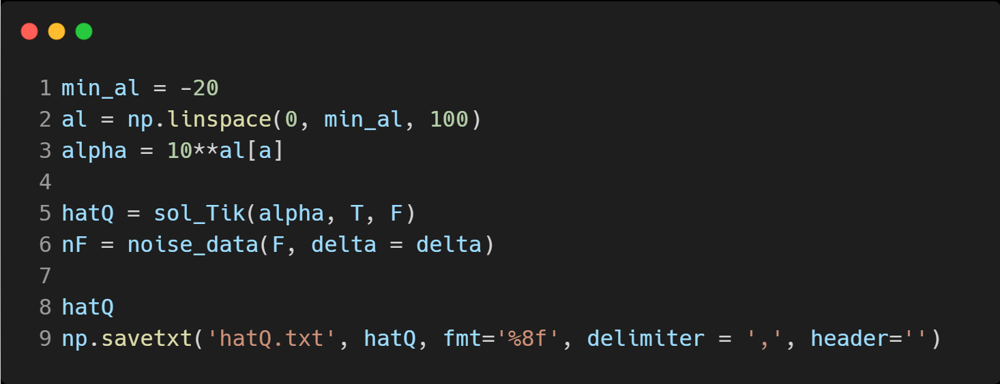 1 min_al = -20
2 al = np.linspace(0, min_al, 100)
3 alpha = 10**al[a]
4
5 hatQ = sol_Tik(alpha, T, F)
6 nF = noise_data(F, delta = delta)
7
8 hatQ
9 np.savetxt('hatQ.txt', hatQ, fmt='%8f', delimiter = ',', header='')